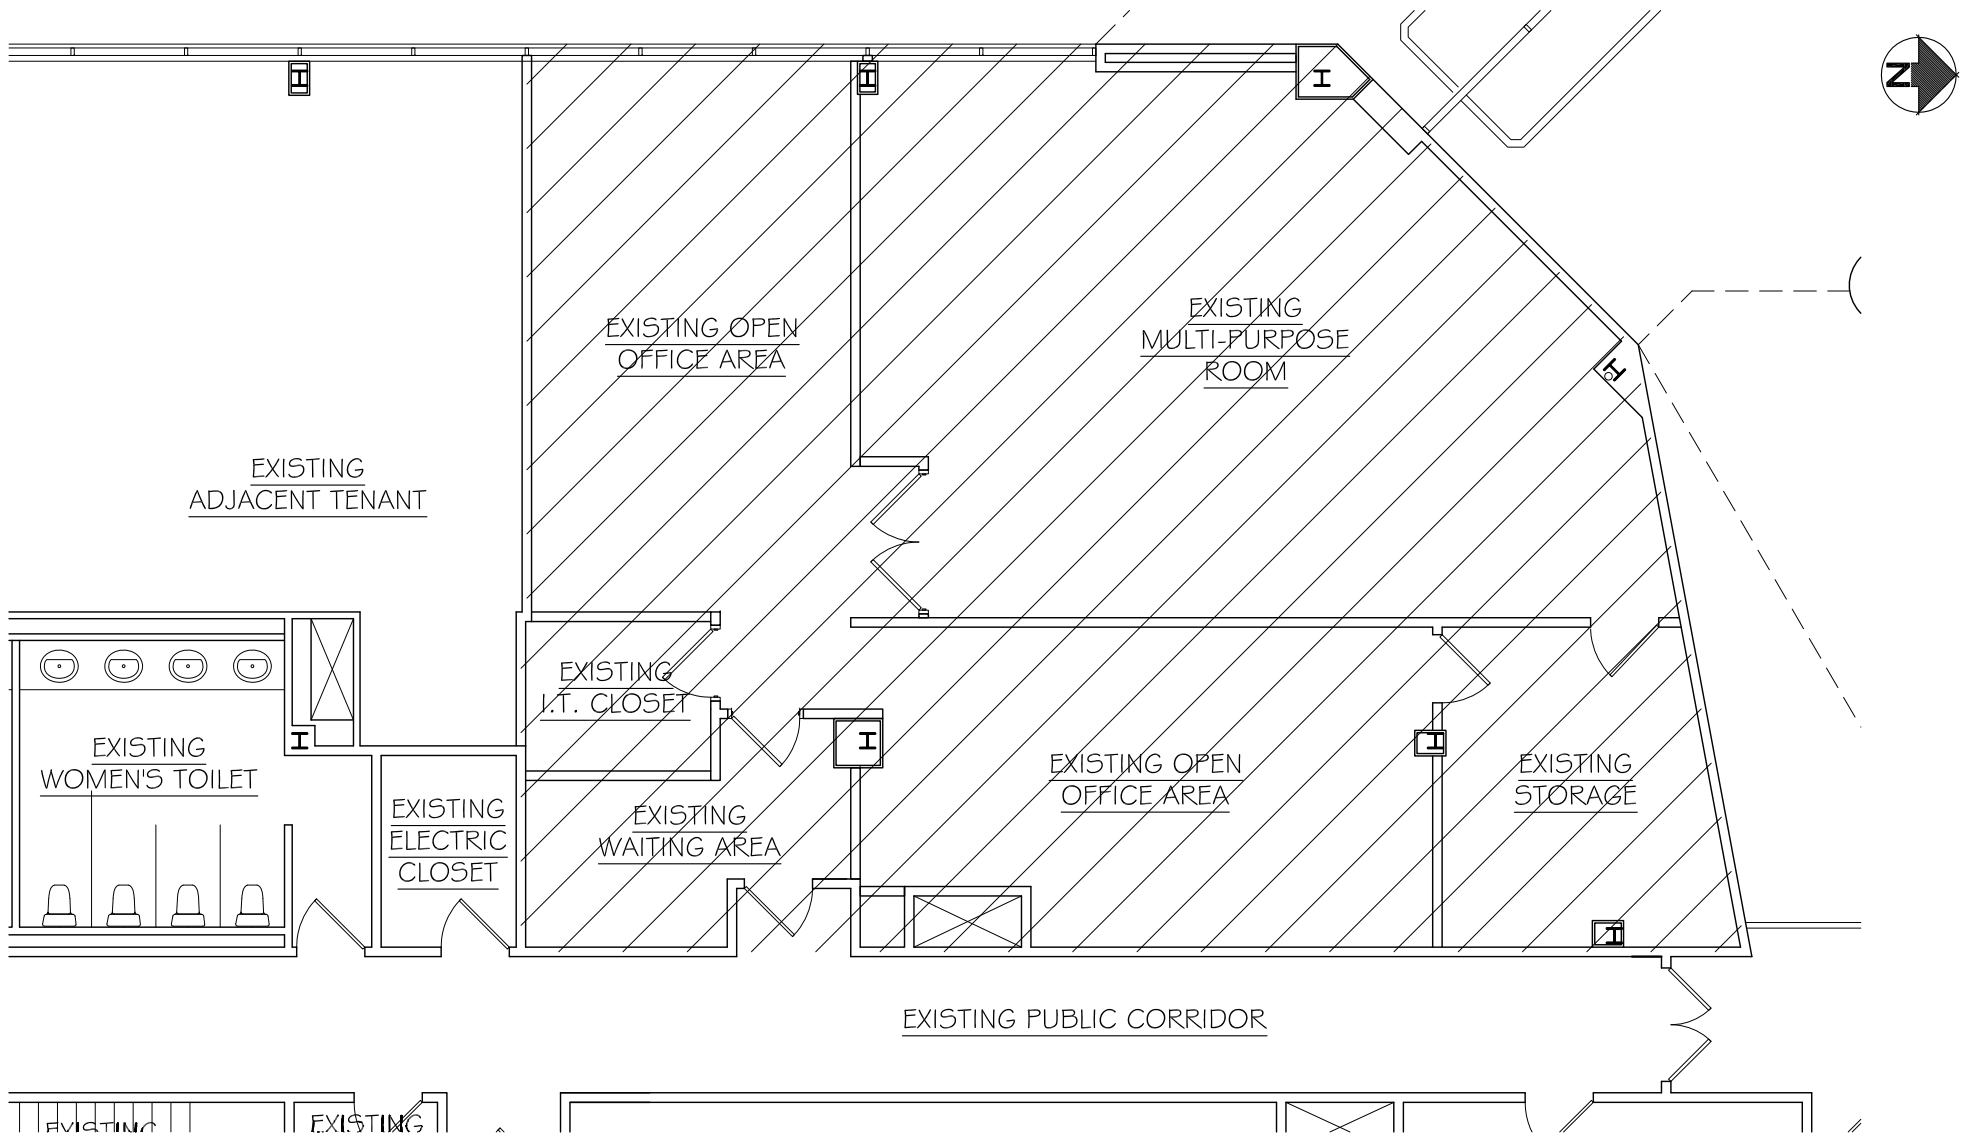 N
EXISTING
MULTI-PURPOSE
ROOM
EXISTING OPEN
OFFICE AREA
EXISTING
ADJACENT TENANT
EXISTING
I.T. CLOSET
EXISTING
WOMEN'S TOILET
EXISTING
ELECTRIC
CLOSET
EXISTING
WAITING AREA
EXISTING OPEN
OFFICE AREA
EXISTING
STORAGE
EXISTING PUBLIC CORRIDOR
EXISTING
EXISTING